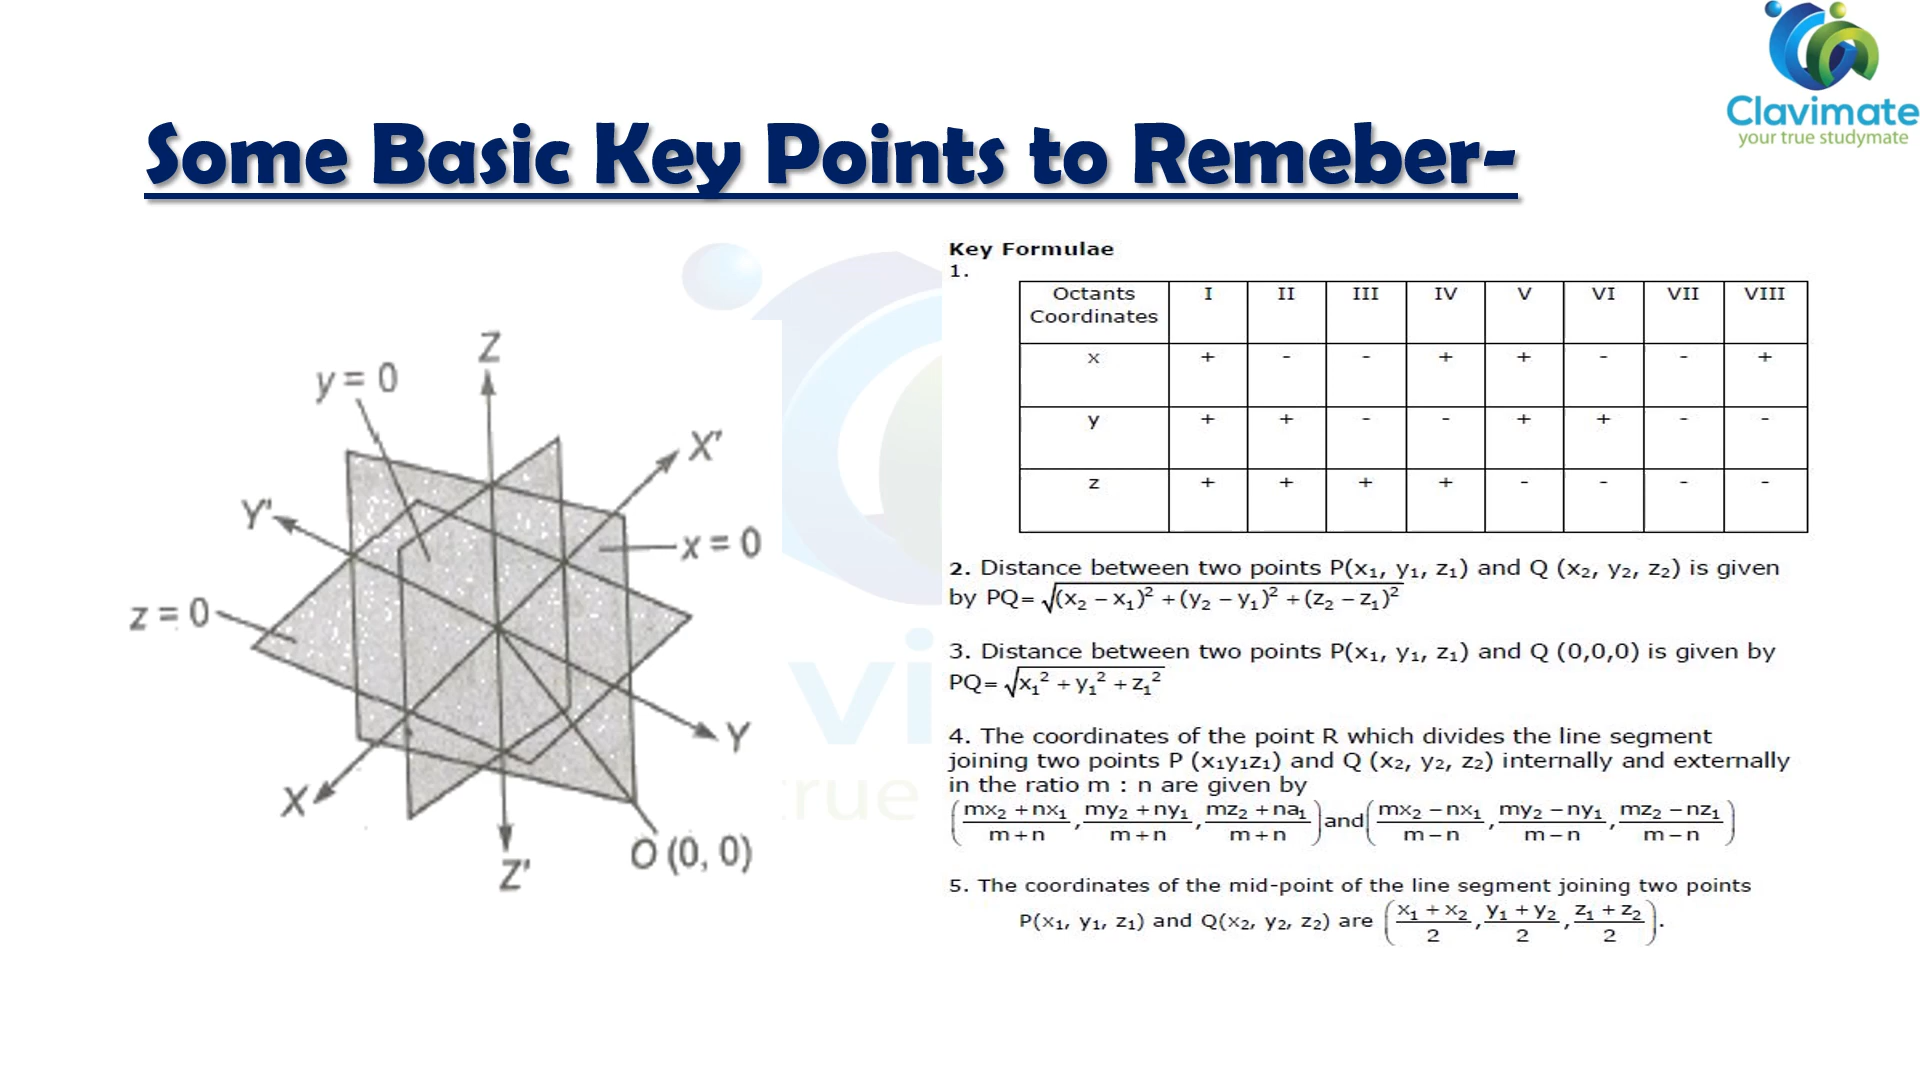 Clavimate
your true studymate
Some Basic Key Points to Remeber-
Z
y = 0
X'
Y'
x = 0
z = 0
Y
X
Z'
O (0, 0)
vi
true
Key Formulae
1.
Octants Coordinates I II III IV V VI VII VIII
x + - - + + - - +
y + + - - + + - -
z + + + + - - - -
2. Distance between two points P(x₁, y₁, z₁) and Q (x₂, y₂, z₂) is given
by PQ= √(x₂ − x₁)² + (y₂ − y₁)² + (z₂ − z₁)²
3. Distance between two points P(x₁, y₁, z₁) and Q (0,0,0) is given by
PQ= √x₁² + y₁² + z₁²
4. The coordinates of the point R which divides the line segment
joining two points P (x₁y₁z₁) and Q (x₂, y₂, z₂) internally and externally
in the ratio m : n are given by
(mx₂ + nx₁ / m + n, my₂ + ny₁ / m + n, mz₂ + na₁ / m + n) and (mx₂ − nx₁ / m − n, my₂ − ny₁ / m − n, mz₂ − nz₁ / m − n)
5. The coordinates of the mid-point of the line segment joining two points
P(x₁, y₁, z₁) and Q(x₂, y₂, z₂) are (x₁ + x₂ / 2, y₁ + y₂ / 2, z₁ + z₂ / 2).